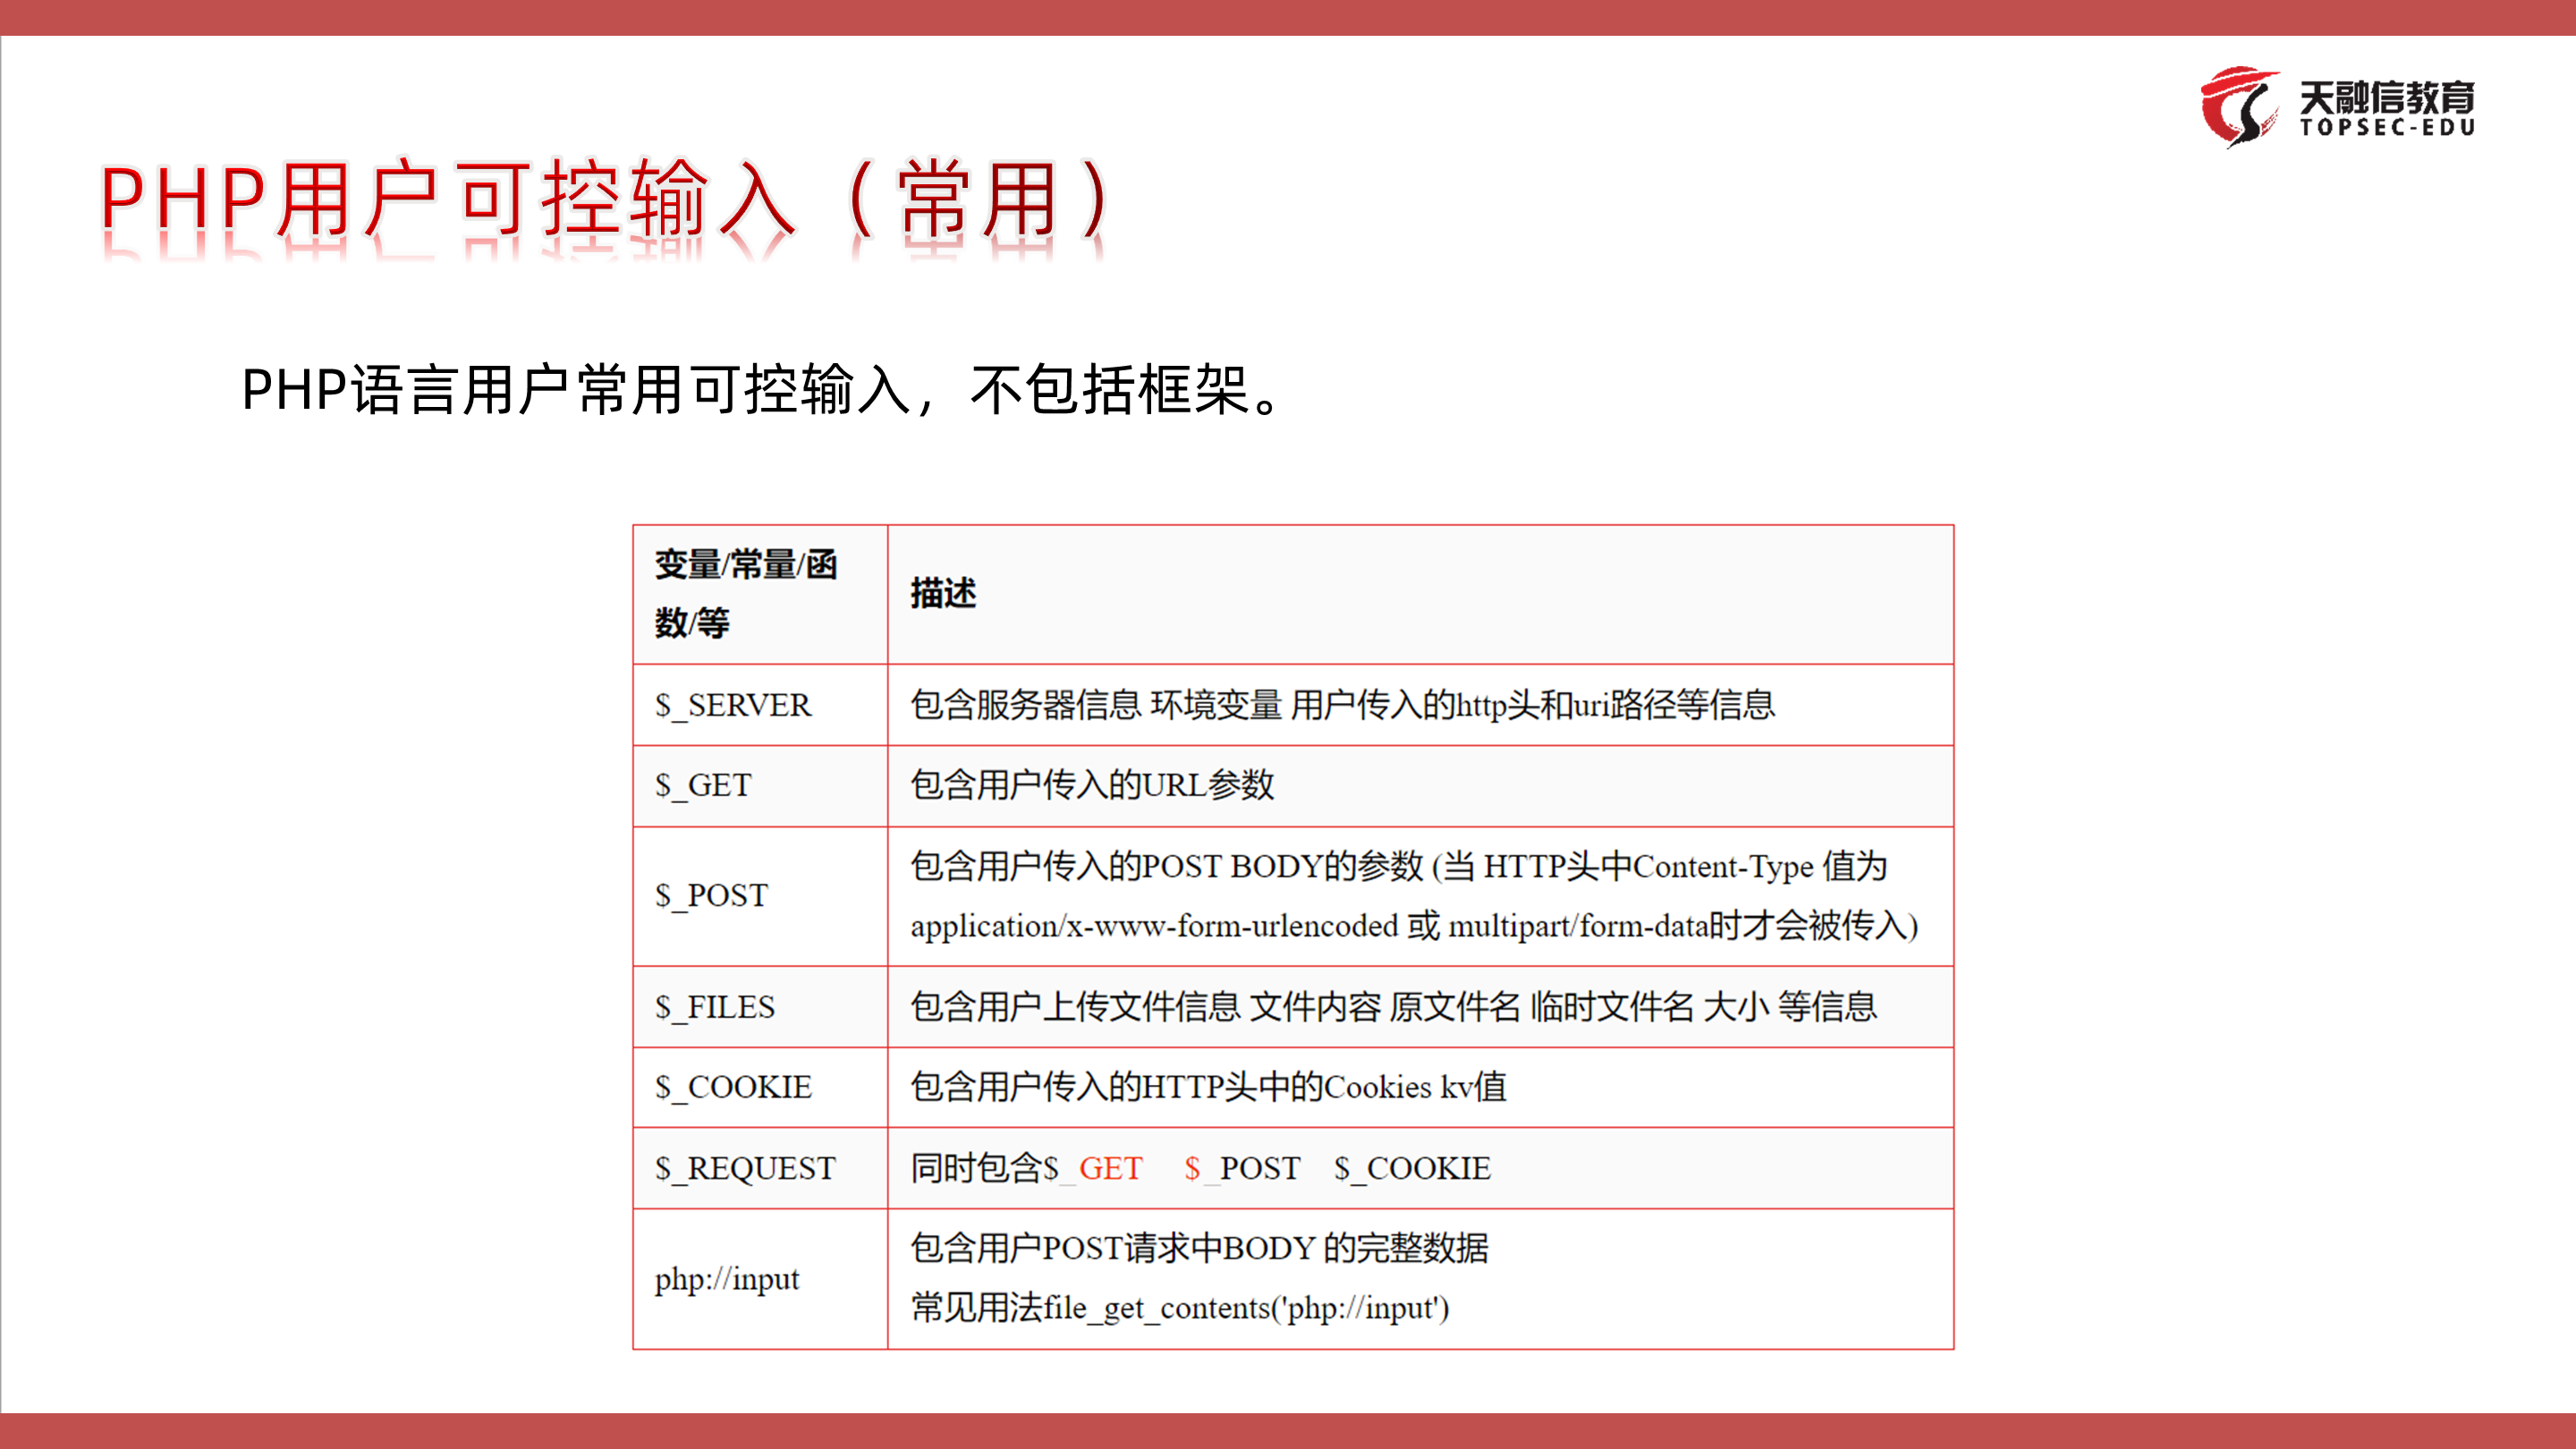 天融信教育
TOPSEC-EDU
PHP用户可控输入（常用）
PHP语言用户常用可控输入，不包括框架。
变量/常量/函
数/等
描述
$_SERVER
包含服务器信息 环境变量 用户传入的http头和uri路径等信息
$_GET
包含用户传入的URL参数
$_POST
包含用户传入的POST BODY的参数 (当 HTTP头中Content-Type 值为
application/x-www-form-urlencoded 或 multipart/form-data时才会被传入)
$_FILES
包含用户上传文件信息 文件内容 原文件名 临时文件名 大小 等信息
$_COOKIE
包含用户传入的HTTP头中的Cookies kv值
$_REQUEST
同时包含$_GET $_POST $_COOKIE
php://input
包含用户POST请求中BODY 的完整数据
常见用法file_get_contents('php://input')